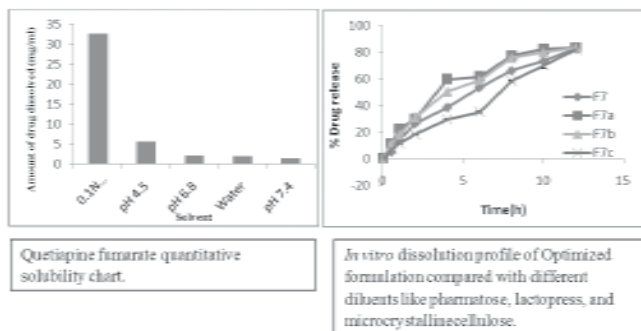 35
30
25
20
15
10
5
0
Amount of drug dissolved (mg/ml)
0.1N...
pH 4.5
pH 6.8
Water
pH 7.4
Solvent
100
80
60
40
20
0
-20
% Drug release
0
5
10
15
Time(h)
F7
F7a
F7b
F7c
Quetiapine fumarate quantitative
solubility chart.
In vitro dissolution profile of Optimized
formulation compared with different
diluents like pharmatose, lactopress, and
microcrystallinecellulose.